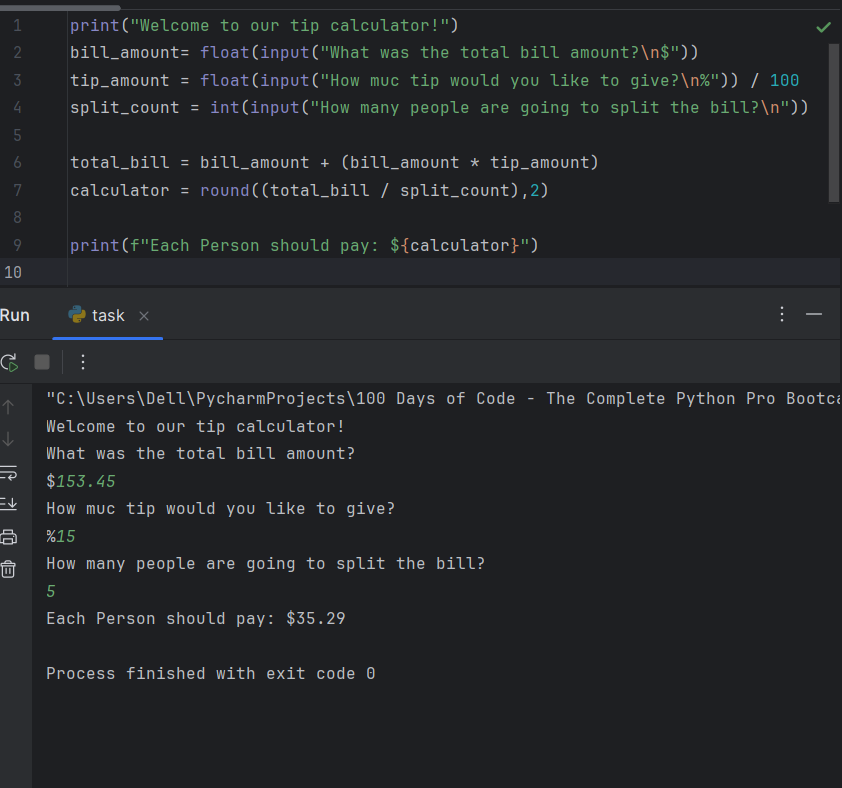 1 print("Welcome to our tip calculator!")
2 bill_amount= float(input("What was the total bill amount?\n$"))
3 tip_amount = float(input("How muc tip would you like to give?\n%")) / 100
4 split_count = int(input("How many people are going to split the bill?\n"))
5
6 total_bill = bill_amount + (bill_amount * tip_amount)
7 calculator = round((total_bill / split_count),2)
8
9 print(f"Each Person should pay: ${calculator}")
10
Run task
"C:\Users\Dell\PycharmProjects\100 Days of Code - The Complete Python Pro Bootca
Welcome to our tip calculator!
What was the total bill amount?
$153.45
How muc tip would you like to give?
%15
How many people are going to split the bill?
5
Each Person should pay: $35.29
Process finished with exit code 0